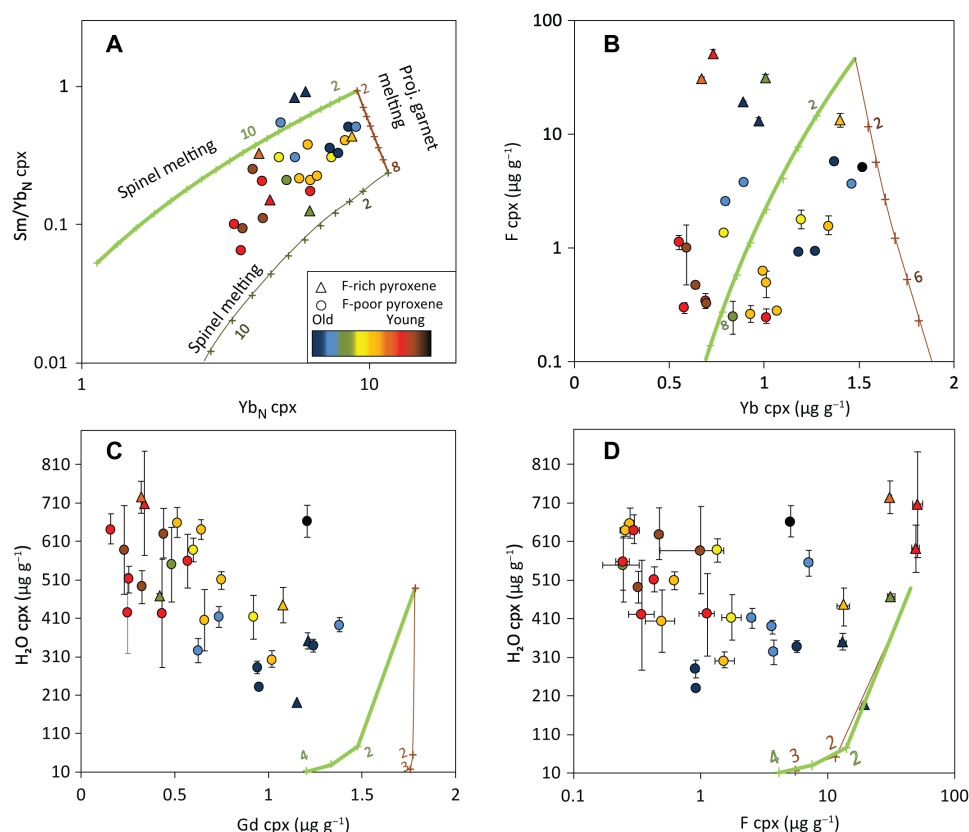 A
Sm/YbN cpx
1
0.1
0.01
1
10
YbN cpx
Spinel melting
10
2
2
8
Proj. garnet
melting
Spinel melting
10
2
F-rich pyroxene
F-poor pyroxene
Old
Young
B
F cpx (µg g⁻¹)
100
10
1
0.1
0
0.5
1
1.5
2
Yb cpx (µg g⁻¹)
2
8
2
6
C
H₂O cpx (µg g⁻¹)
810
710
610
510
410
310
210
110
10
0
0.5
1
1.5
2
Gd cpx (µg g⁻¹)
4
2
2
3
D
H₂O cpx (µg g⁻¹)
810
710
610
510
410
310
210
110
10
0.1
1
10
100
F cpx (µg g⁻¹)
4
3
2
2